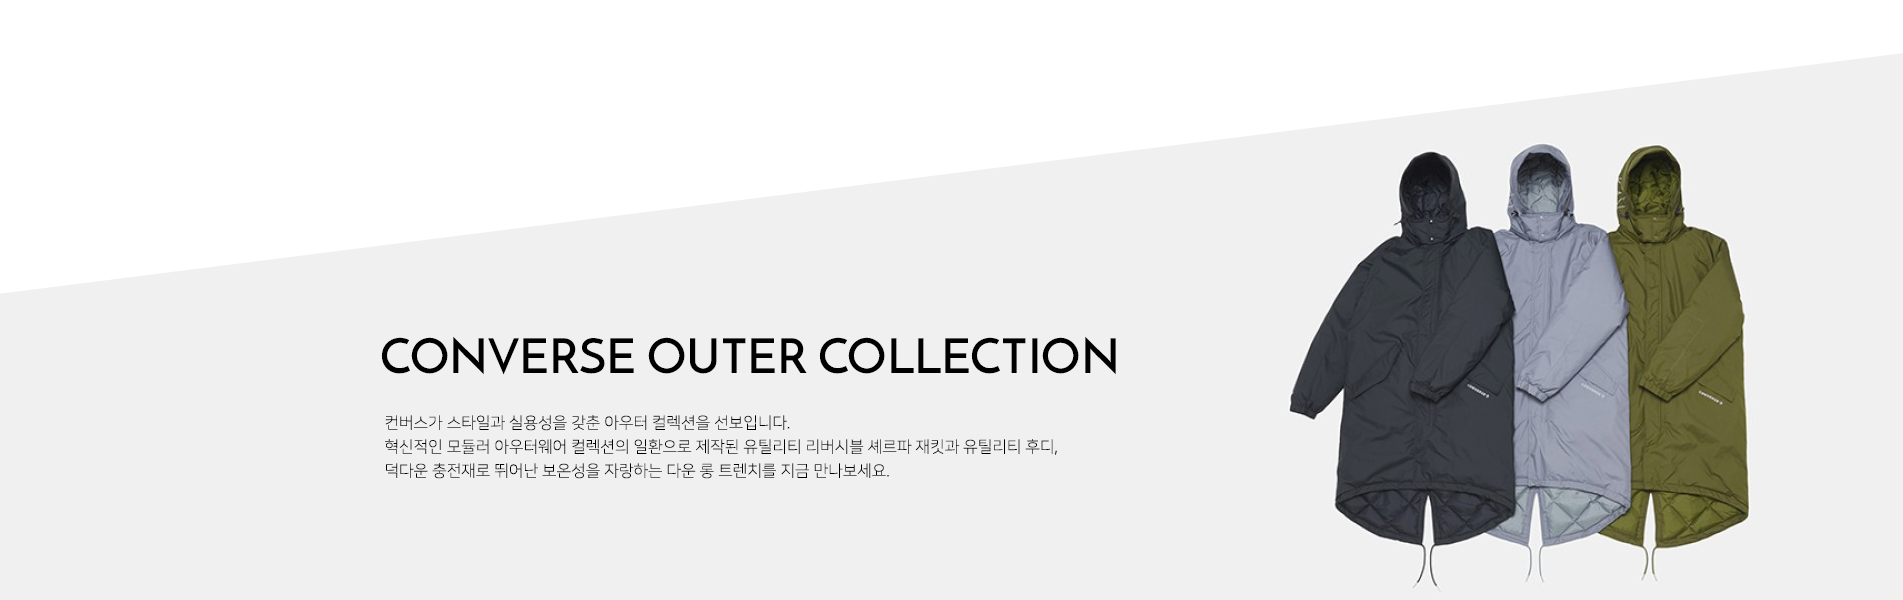 CONVERSE OUTER COLLECTION
컨버스가 스타일과 실용성을 갖춘 아우터 컬렉션을 선보입니다.
혁신적인 모듈러 아우터웨어 컬렉션의 일환으로 제작된 유틸리티 리버시블 셰르파 재킷과 유틸리티 후디,
덕다운 충전재로 뛰어난 보온성을 자랑하는 다운 롱 트렌치를 지금 만나보세요.